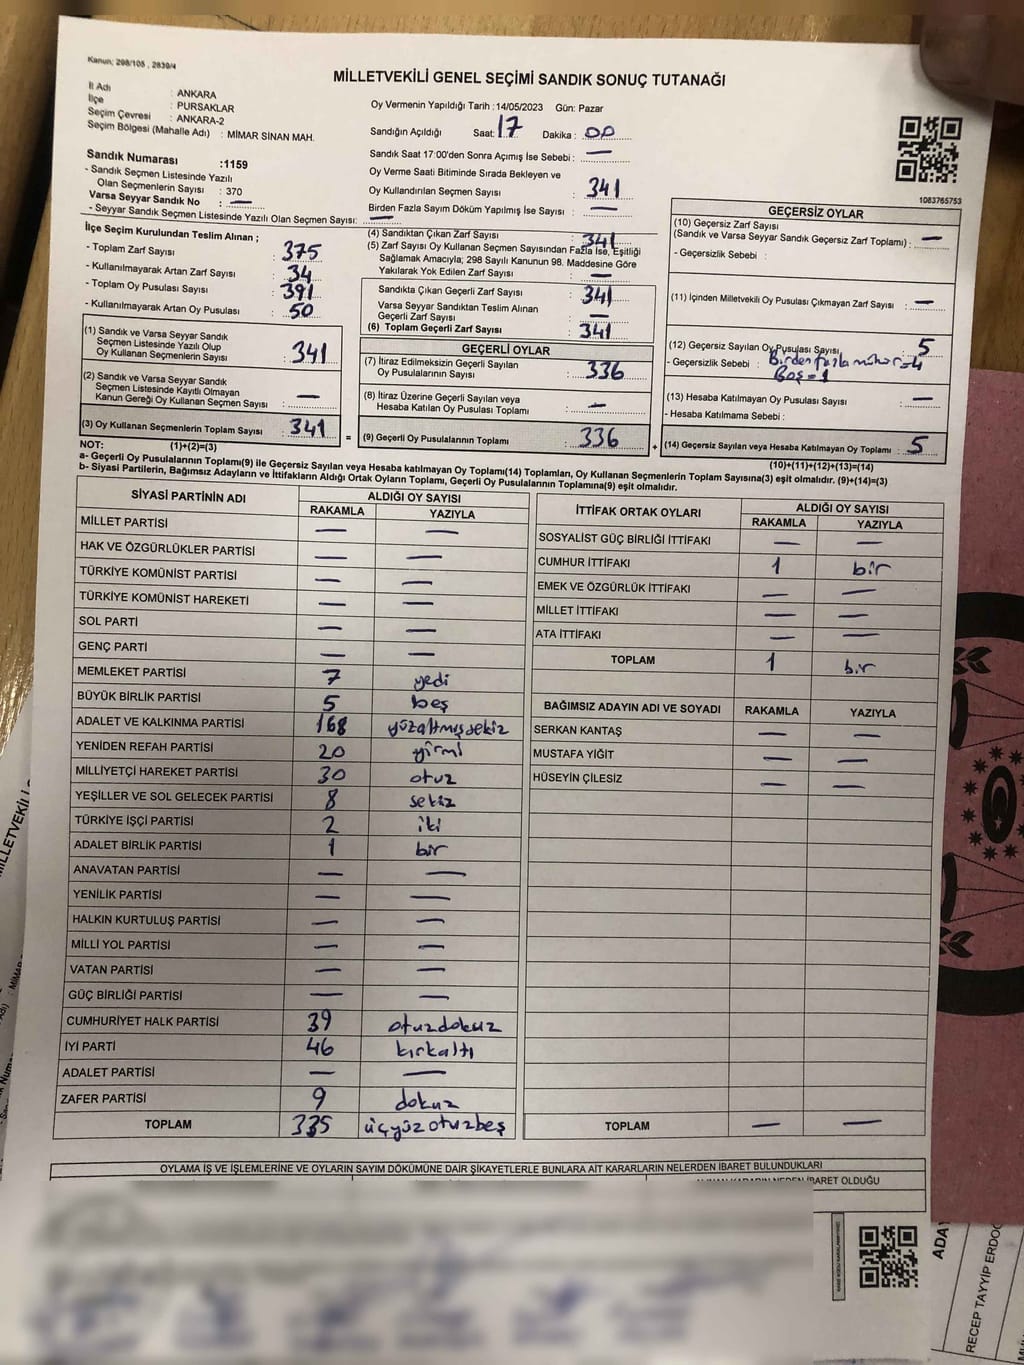 Kanun; 298/105 , 2839/4
MİLLETVEKİLİ GENEL SEÇİMİ SANDIK SONUÇ TUTANAĞI
İl Adı : ANKARA
İlçe : PURSAKLAR
Seçim Çevresi : ANKARA-2
Seçim Bölgesi (Mahalle Adı) : MİMAR SİNAN MAH.
Sandık Numarası :1159
- Sandık Seçmen Listesinde Yazılı
Olan Seçmenlerin Sayısı : 370
Varsa Seyyar Sandık No : —
- Seyyar Sandık Seçmen Listesinde Yazılı Olan Seçmen Sayısı: —
Oy Vermenin Yapıldığı Tarih :14/05/2023 Gün: Pazar
Sandığın Açıldığı Saat: 17 Dakika : 00
Sandık Saat 17:00'den Sonra Açımış İse Sebebi : —
Oy Verme Saati Bitiminde Sırada Bekleyen ve
Oy Kullandırılan Seçmen Sayısı : 341
Birden Fazla Sayım Döküm Yapılmış İse Sayısı : —
1083765753
İlçe Seçim Kurulundan Teslim Alınan ;
- Toplam Zarf Sayısı : 375
- Kullanılmayarak Artan Zarf Sayısı : 34
- Toplam Oy Pusulası Sayısı : 391
- Kullanılmayarak Artan Oy Pusulası : 50
(1) Sandık ve Varsa Seyyar Sandık
Seçmen Listesinde Yazılı Olup
Oy Kullanan Seçmenlerin Sayısı : 341
(2) Sandık ve Varsa Seyyar Sandık
Seçmen Listesinde Kayıtlı Olmayan
Kanun Gereği Oy Kullanan Seçmen Sayısı : —
(3) Oy Kullanan Seçmenlerin Toplam Sayısı : 341
NOT: (1)+(2)=(3)
(4) Sandıktan Çıkan Zarf Sayısı : 341
(5) Zarf Sayısı Oy Kullanan Seçmen Sayısından Fazla İse, Eşitliği
Sağlamak Amacıyla; 298 Sayılı Kanunun 98. Maddesine Göre
Yakılarak Yok Edilen Zarf Sayısı : —
Sandıkta Çıkan Geçerli Zarf Sayısı : 341
Varsa Seyyar Sandıktan Teslim Alınan
Geçerli Zarf Sayısı : —
(6) Toplam Geçerli Zarf Sayısı : 341
GEÇERLİ OYLAR
(7) İtiraz Edilmeksizin Geçerli Sayılan
Oy Pusulalarının Sayısı : 336
(8) İtiraz Üzerine Geçerli Sayılan veya
Hesaba Katılan Oy Pusulası Toplamı : —
= (9) Geçerli Oy Pusulalarının Toplamı : 336
GEÇERSİZ OYLAR
(10) Geçersiz Zarf Sayısı
(Sandık ve Varsa Seyyar Sandık Geçersiz Zarf Toplamı) : —
- Geçersizlik Sebebi :
(11) İçinden Milletvekili Oy Pusulası Çıkmayan Zarf Sayısı : —
(12) Geçersiz Sayılan Oy Pusulası Sayısı : 5
- Geçersizlik Sebebi : Birden fazla mühür=4
Boş=1
(13) Hesaba Katılmayan Oy Pusulası Sayısı : —
- Hesaba Katılmama Sebebi :
+ (14) Geçersiz Sayılan veya Hesaba Katılmayan Oy Toplamı : 5
(10)+(11)+(12)+(13)=(14)
a- Geçerli Oy Pusulalarının Toplamı(9) ile Geçersiz Sayılan veya Hesaba katılmayan Oy Toplamı(14) Toplamları, Oy Kullanan Seçmenlerin Toplam Sayısına(3) eşit olmalıdır. (9)+(14)=(3)
b- Siyasi Partilerin, Bağımsız Adayların ve İttifakların Aldığı Ortak Oyların Toplamı, Geçerli Oy Pusulalarının Toplamına(9) eşit olmalıdır.
SİYASİ PARTİNİN ADI ALDIĞI OY SAYISI
RAKAMLA YAZIYLA
MİLLET PARTİSİ — —
HAK VE ÖZGÜRLÜKLER PARTİSİ — —
TÜRKİYE KOMÜNİST PARTİSİ — —
TÜRKİYE KOMÜNİST HAREKETİ — —
SOL PARTİ — —
GENÇ PARTİ — —
MEMLEKET PARTİSİ 7 yedi
BÜYÜK BİRLİK PARTİSİ 5 beş
ADALET VE KALKINMA PARTİSİ 168 yüzaltmışsekiz
YENİDEN REFAH PARTİSİ 20 yirmi
MİLLİYETÇİ HAREKET PARTİSİ 30 otuz
YEŞİLLER VE SOL GELECEK PARTİSİ 8 sekiz
TÜRKİYE İŞÇİ PARTİSİ 2 iki
ADALET BİRLİK PARTİSİ 1 bir
ANAVATAN PARTİSİ — —
YENİLİK PARTİSİ — —
HALKIN KURTULUŞ PARTİSİ — —
MİLLİ YOL PARTİSİ — —
VATAN PARTİSİ — —
GÜÇ BİRLİĞİ PARTİSİ — —
CUMHURİYET HALK PARTİSİ 39 otuzdokuz
İYİ PARTİ 46 kırkaltı
ADALET PARTİSİ — —
ZAFER PARTİSİ 9 dokuz
TOPLAM 335 üçyüzotuzbeş
İTTİFAK ORTAK OYLARI ALDIĞI OY SAYISI
RAKAMLA YAZIYLA
SOSYALİST GÜÇ BİRLİĞİ İTTİFAKI — —
CUMHUR İTTİFAKI 1 bir
EMEK VE ÖZGÜRLÜK İTTİFAKI — —
MİLLET İTTİFAKI — —
ATA İTTİFAKI — —
TOPLAM 1 bir
BAĞIMSIZ ADAYIN ADI VE SOYADI RAKAMLA YAZIYLA
SERKAN KANTAŞ — —
MUSTAFA YİĞİT — —
HÜSEYİN ÇİLESİZ — —
TOPLAM — —
OYLAMA İŞ VE İŞLEMLERİNE VE OYLARIN SAYIM DÖKÜMÜNE DAİR ŞİKAYETLERLE BUNLARA AİT KARARLARIN NELERDEN İBARET BULUNDUKLARI
İBARET OLDUĞU
RECEP TAYYİP ERDOĞ
ADAY